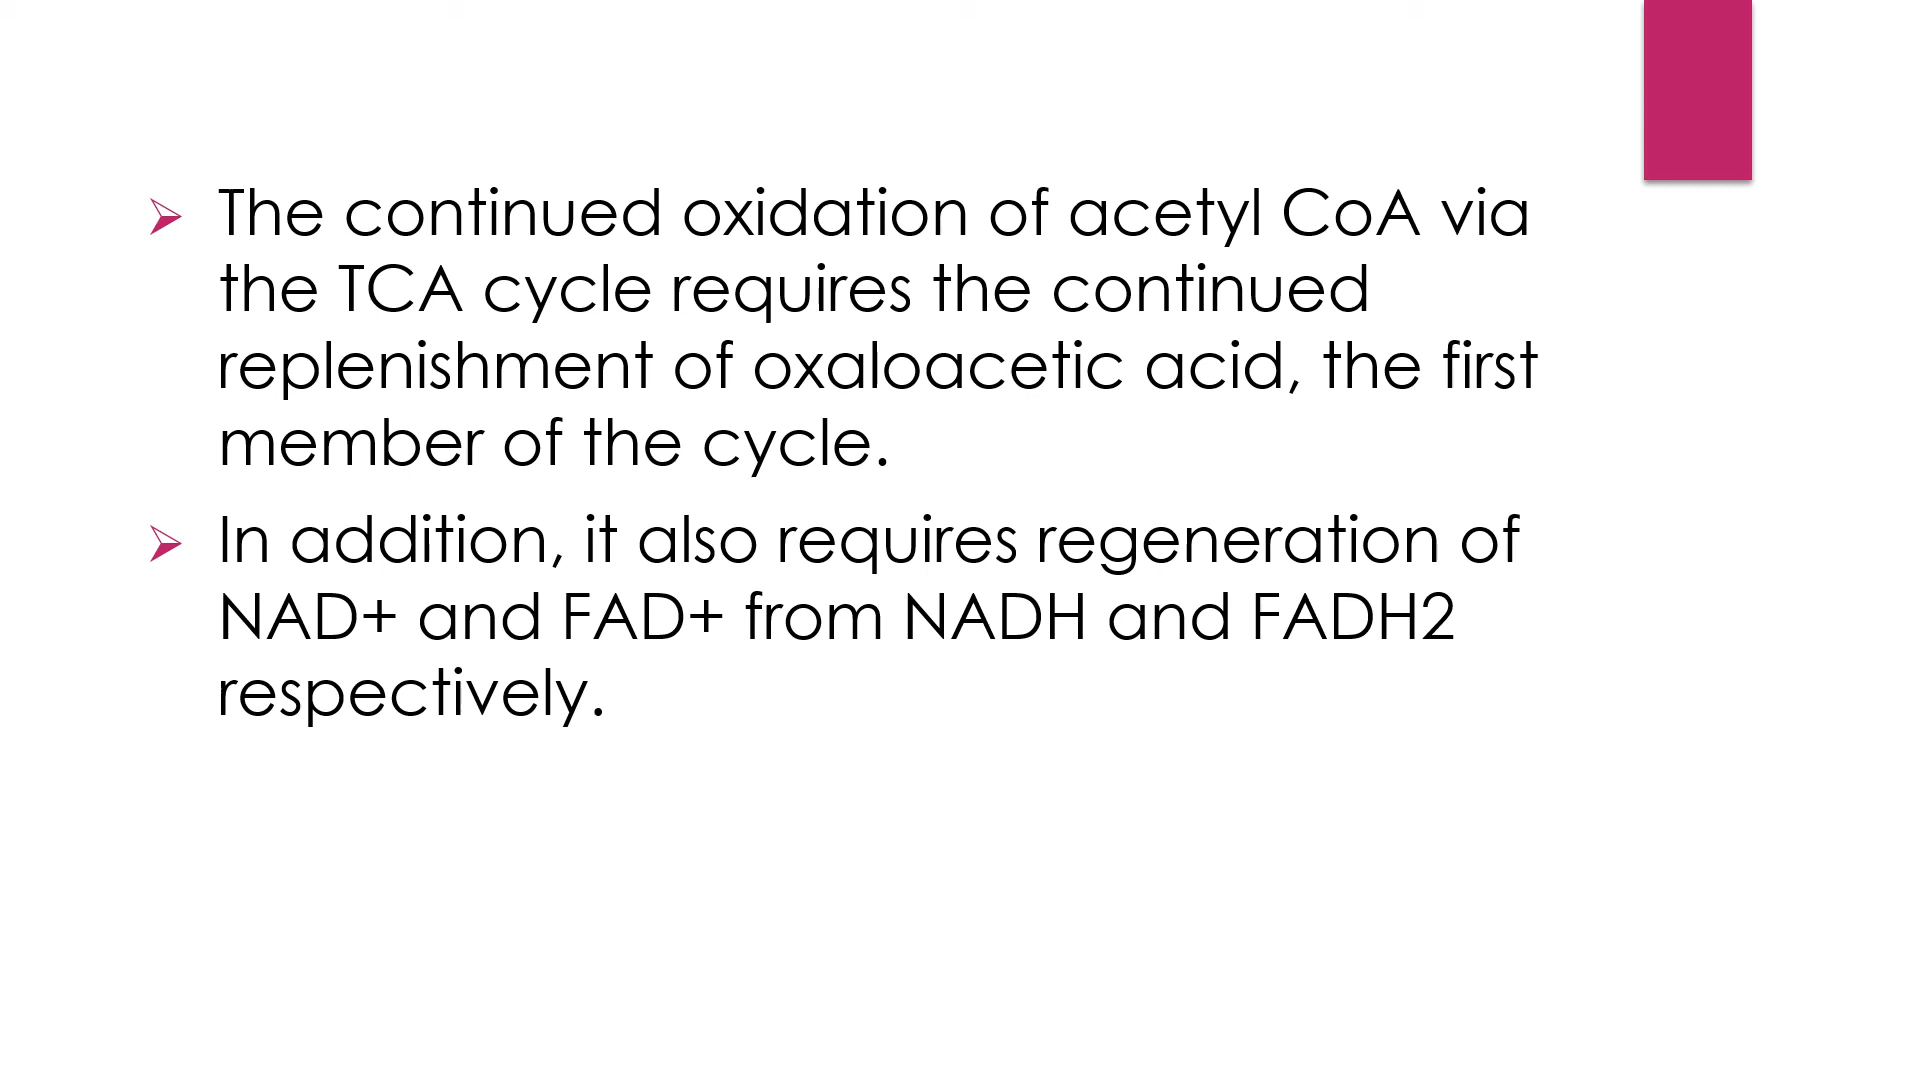 The continued oxidation of acetyl CoA via
the TCA cycle requires the continued
replenishment of oxaloacetic acid, the first
member of the cycle.
In addition, it also requires regeneration of
NAD+ and FAD+ from NADH and FADH2
respectively.